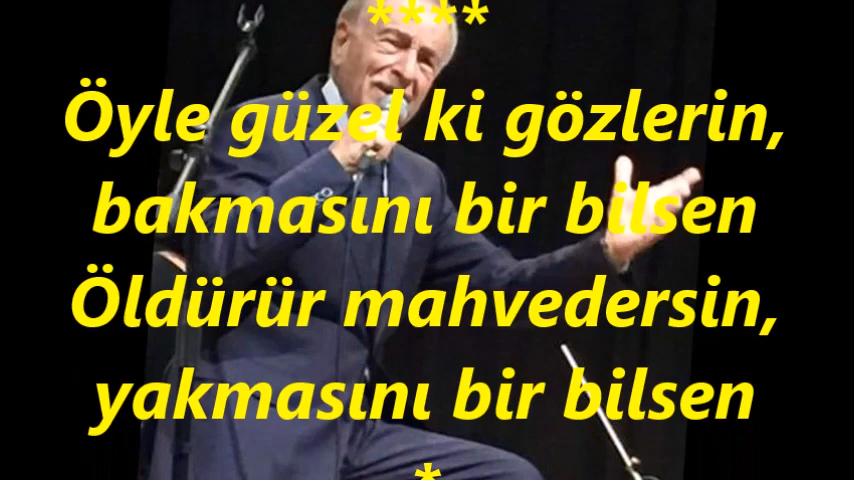 ****
Öyle güzel ki gözlerin,
bakmasını bir bilsen
Öldürür mahvedersin,
yakmasını bir bilsen
*